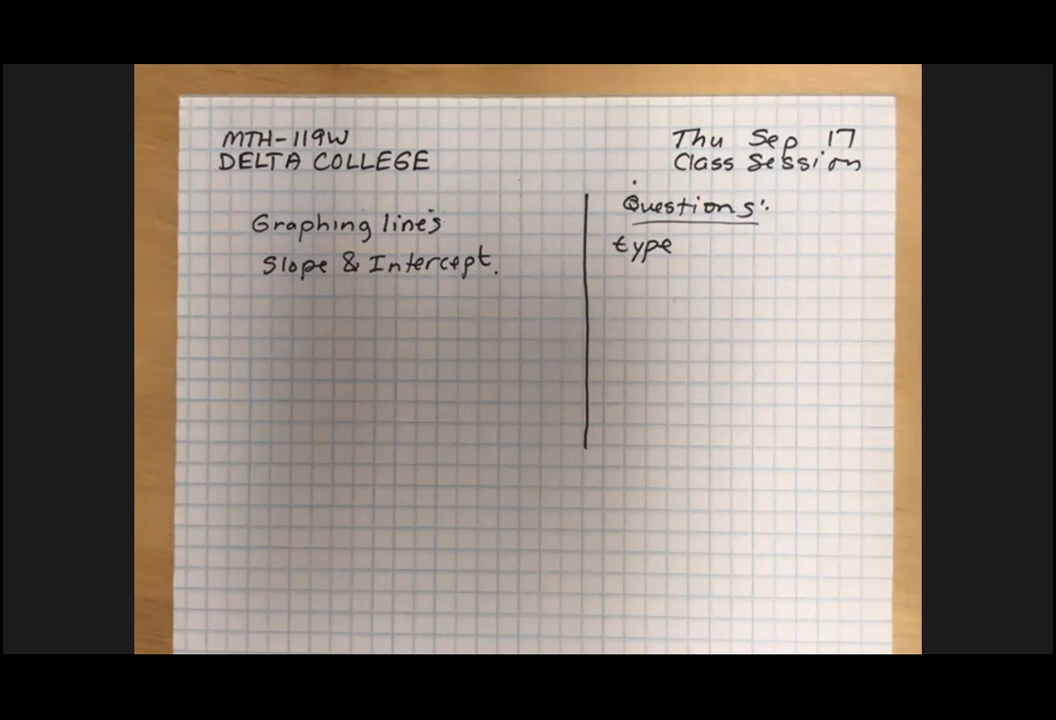 MTH-119W
DELTA COLLEGE
Thu Sep 17
Class Session
Graphing lines
Slope & Intercept.
Questions:
type